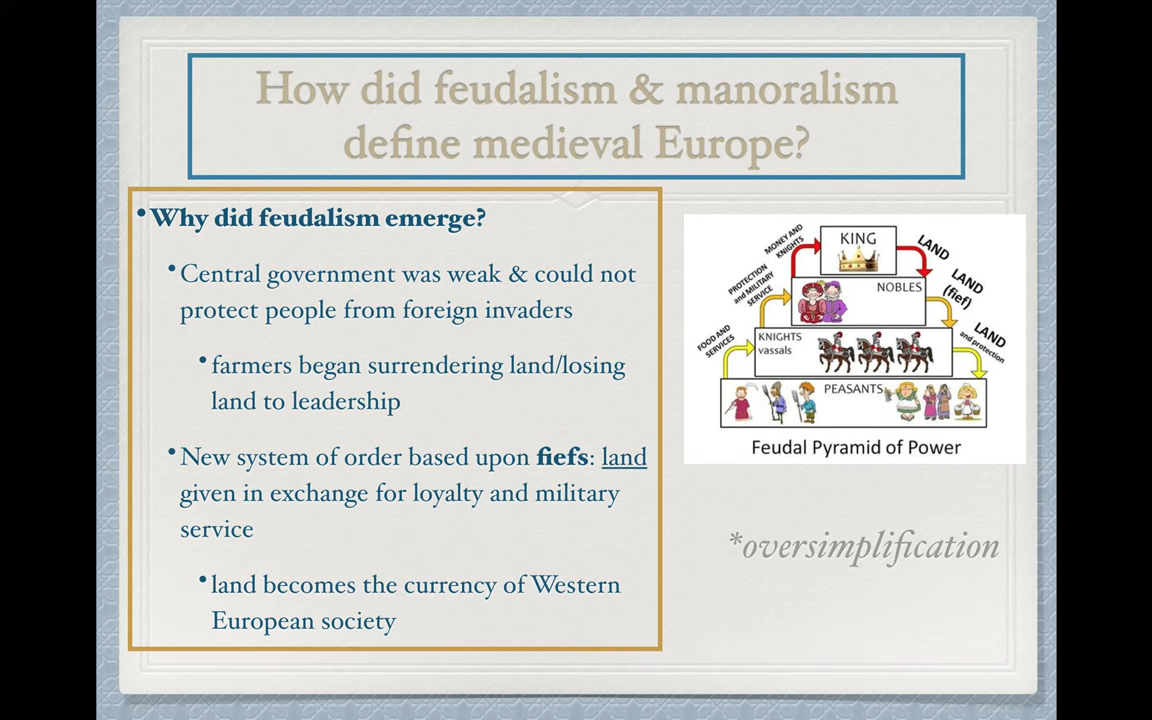 How did feudalism & manoralism
define medieval Europe?
•Why did feudalism emerge?
•Central government was weak & could not
protect people from foreign invaders
•farmers began surrendering land/losing
land to leadership
•New system of order based upon fiefs: land
given in exchange for loyalty and military
service
•land becomes the currency of Western
European society
MONEY AND
KNIGHTS
KING
LAND
PROTECTION
and MILITARY
SERVICE
NOBLES
LAND
(fief)
FOOD AND
SERVICES
KNIGHTS
vassals
LAND
and protection
PEASANTS
Feudal Pyramid of Power
*oversimplification